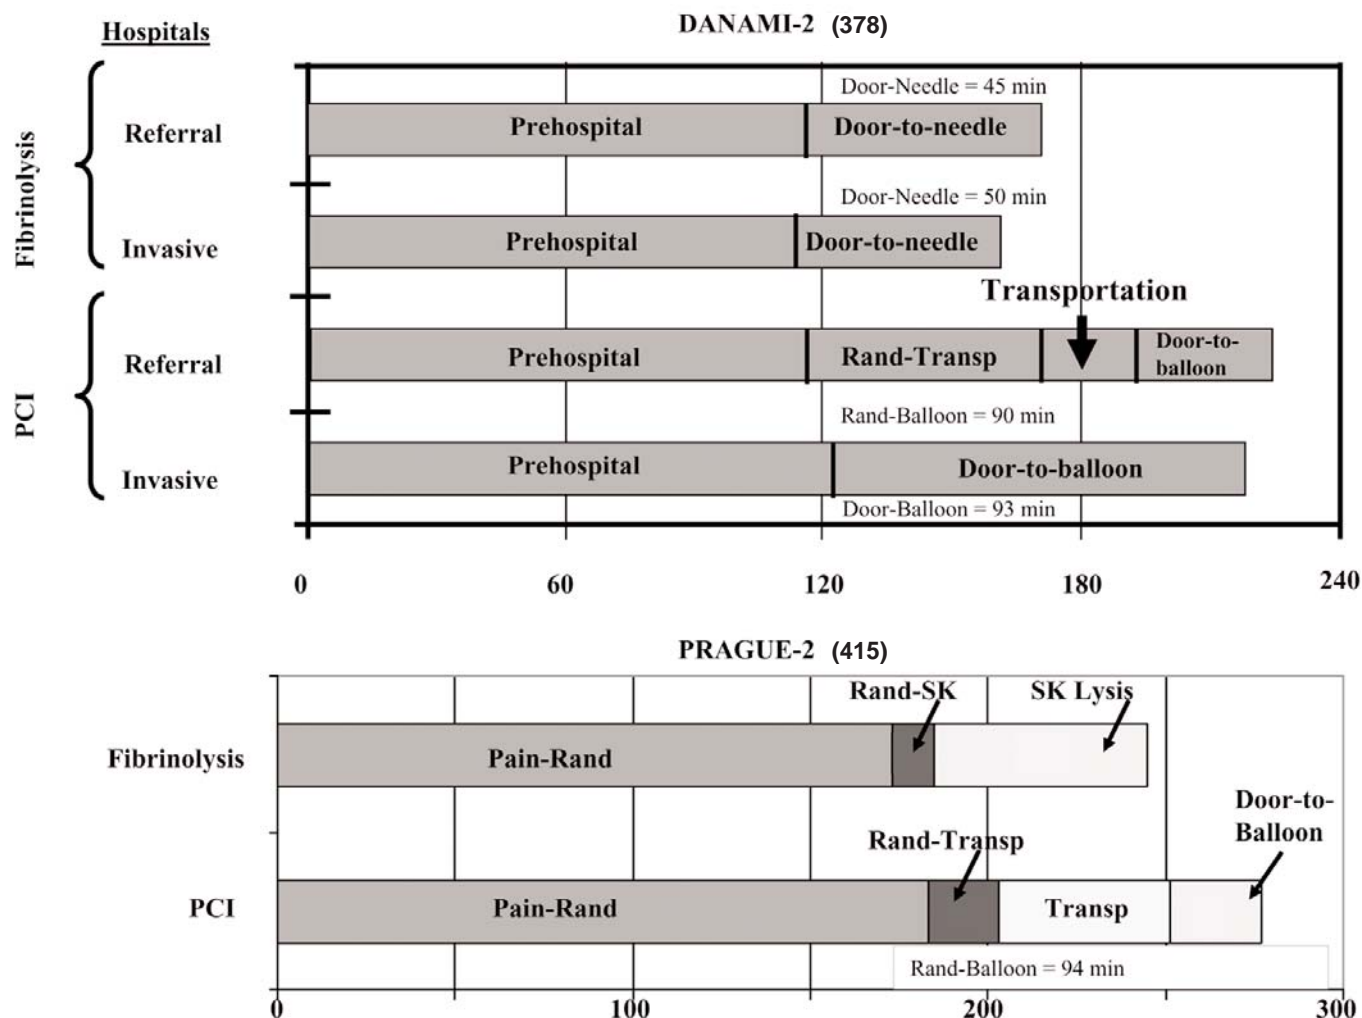 Hospitals
DANAMI-2 (378)
Fibrinolysis
Referral
Door-Needle = 45 min
Prehospital
Door-to-needle
Invasive
Door-Needle = 50 min
Prehospital
Door-to-needle
PCI
Transportation
Referral
Prehospital
Rand-Transp
Door-to-
balloon
Rand-Balloon = 90 min
Invasive
Prehospital
Door-to-balloon
Door-Balloon = 93 min
0 60 120 180 240
PRAGUE-2 (415)
Rand-SK
SK Lysis
Fibrinolysis
Pain-Rand
Door-to-
Balloon
Rand-Transp
PCI
Pain-Rand
Transp
Rand-Balloon = 94 min
0 100 200 300